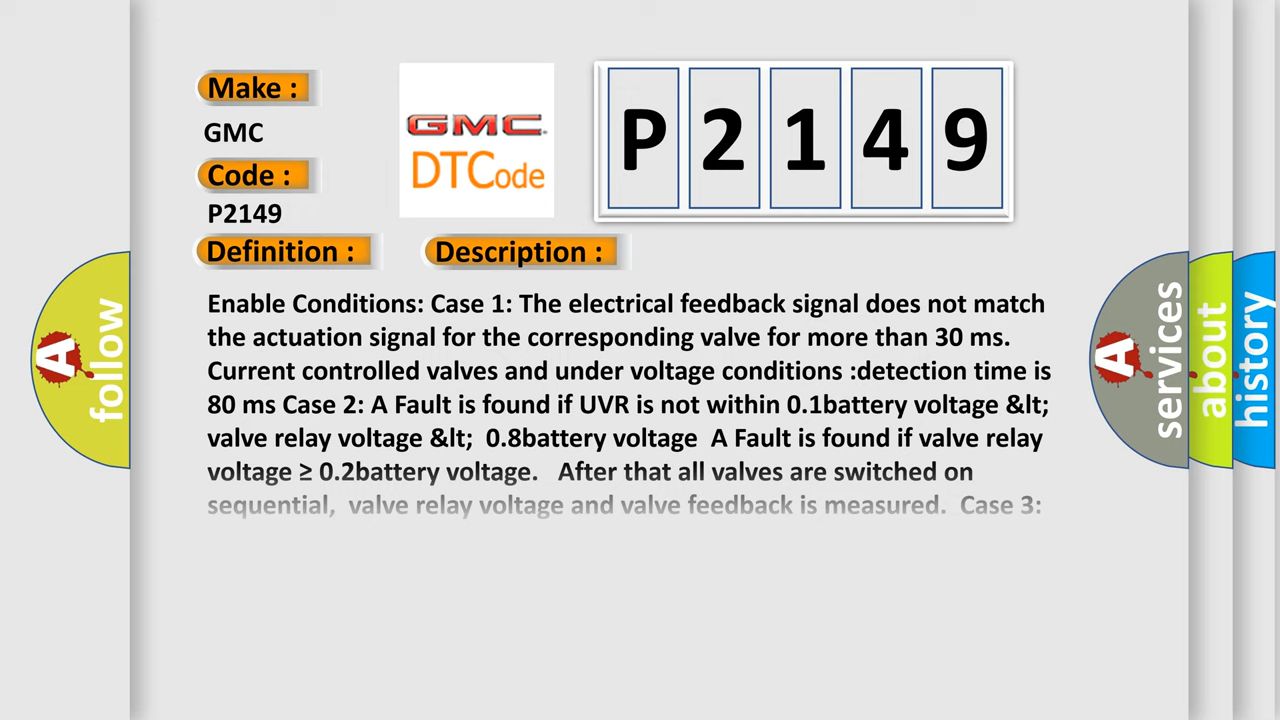 Make :
GMC
Code :
P2149
GMC
DTCode
P2149
Definition :
Description :
Enable Conditions: Case 1: The electrical feedback signal does not match
the actuation signal for the corresponding valve for more than 30 ms.
Current controlled valves and under voltage conditions :detection time is
80 ms Case 2: A Fault is found if UVR is not within 0.1battery voltage &lt;
valve relay voltage &lt; 0.8battery voltage A Fault is found if valve relay
voltage ≥ 0.2battery voltage. After that all valves are switched on
sequential, valve relay voltage and valve feedback is measured. Case 3:
A follow
A services
about
history